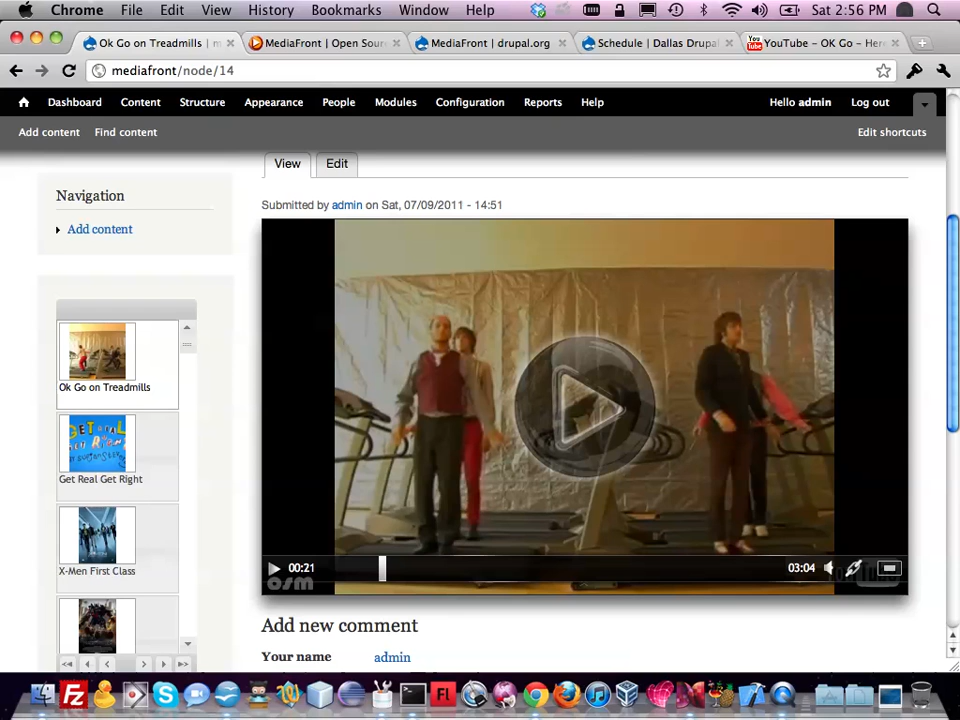 Chrome File Edit View History Bookmarks Window Help Sat 2:56 PM
Ok Go on Treadmills | m MediaFront | Open Sour MediaFront | drupal.org Schedule | Dallas Drupal YouTube - OK Go - Her
mediafront/node/14
Dashboard Content Structure Appearance People Modules Configuration Reports Help Hello admin Log out
Add content Find content Edit shortcuts
View Edit
Navigation
Add content
Submitted by admin on Sat, 07/09/2011 - 14:51
Ok Go on Treadmills
GET REAL
Get Real Get Right
X-Men First Class
00:21 03:04
osm
Add new comment
Your name admin